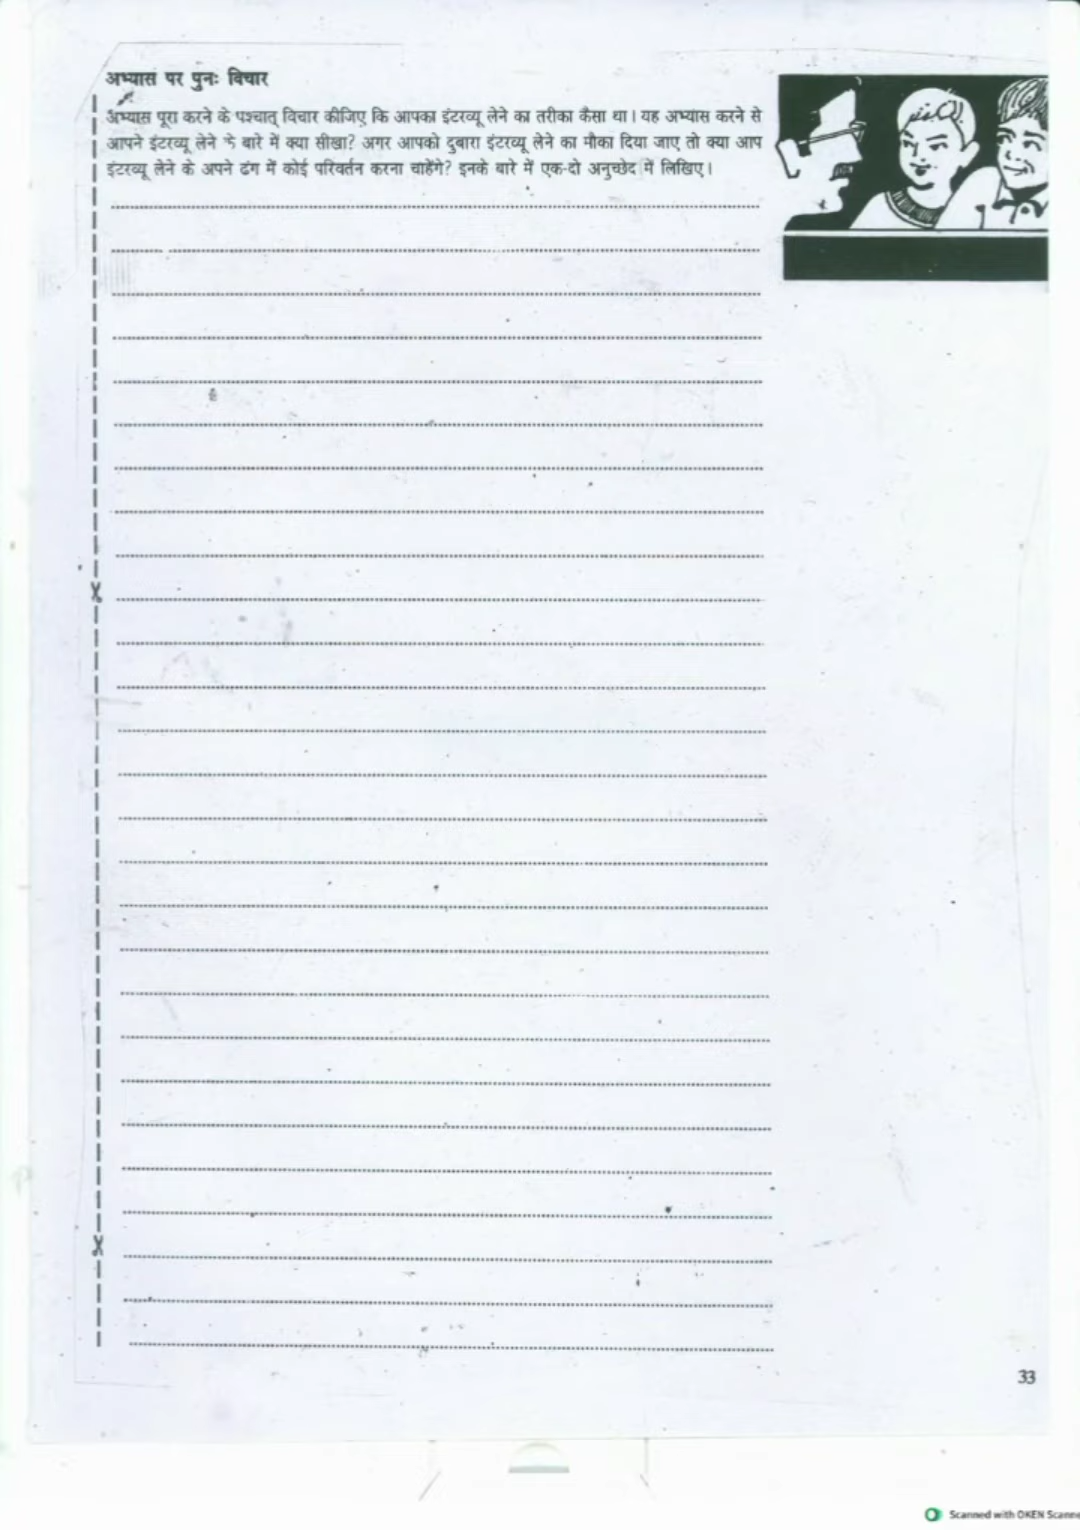 अभ्यास पर पुनः विचार
अभ्यास पूरा करने के पश्चात् विचार कीजिए कि आपका इंटरव्यू लेने का तरीका कैसा था। यह अभ्यास करने से
आपने इंटरव्यू लेने के बारे में क्या सीखा? अगर आपको दुबारा इंटरव्यू लेने का मौका दिया जाए तो क्या आप
इंटरव्यू लेने के अपने ढंग में कोई परिवर्तन करना चाहेंगे? इनके बारे में एक-दो अनुच्छेद में लिखिए।
33
Scanned with OKEN Scanne